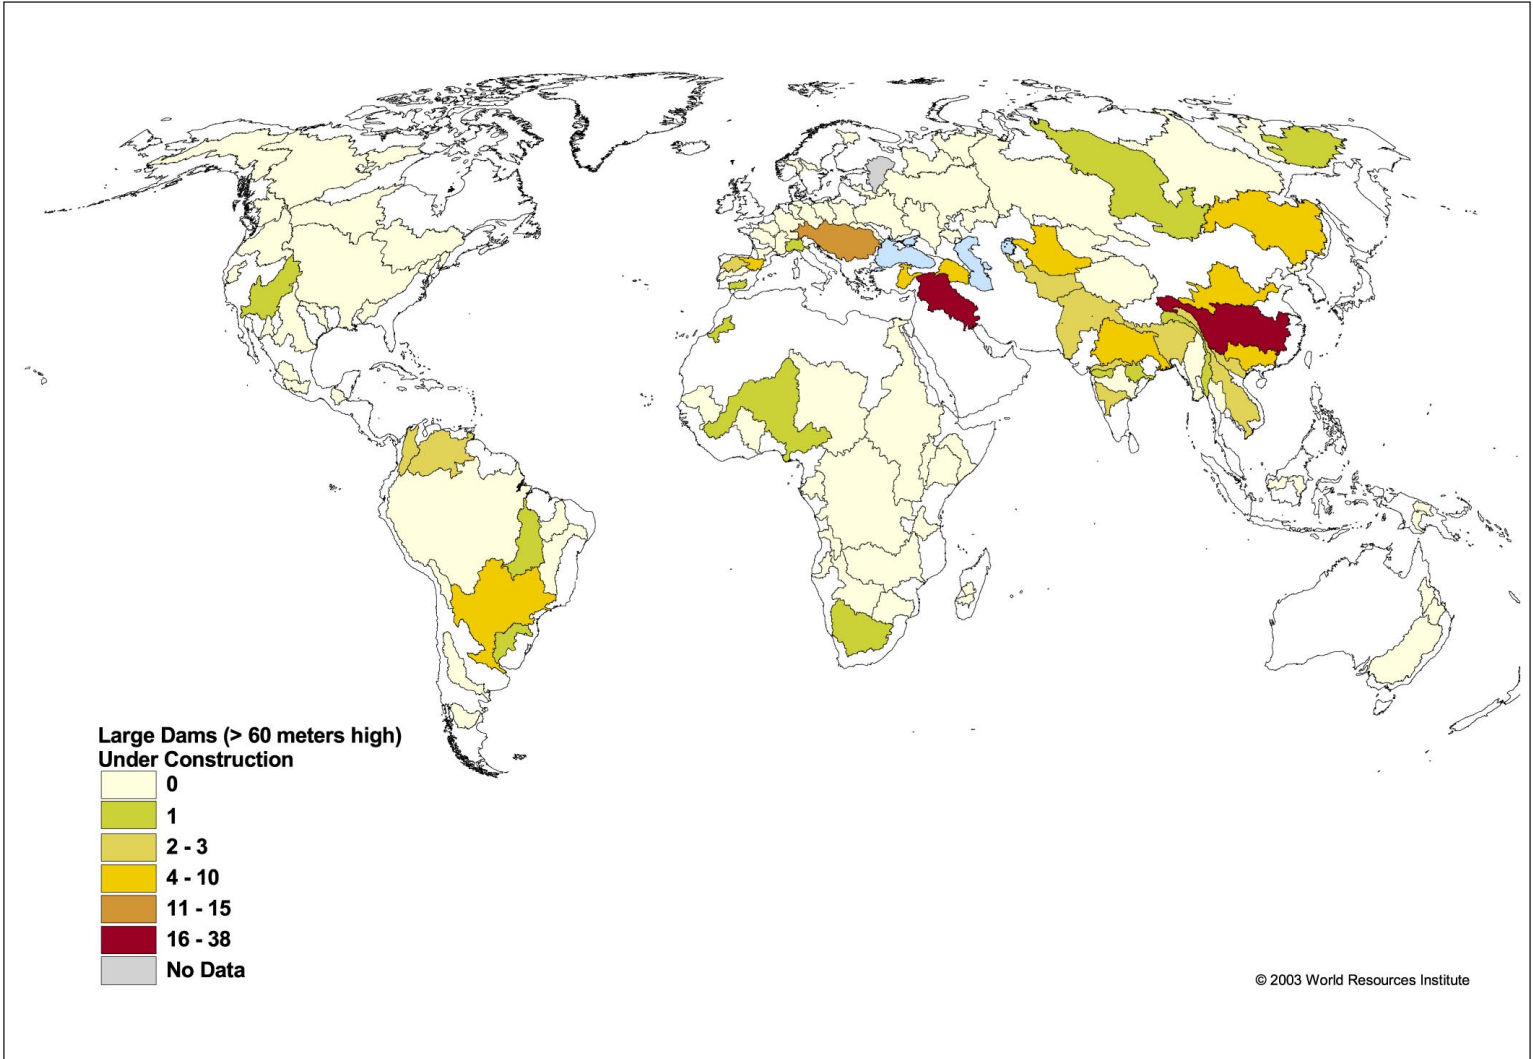 Large Dams (> 60 meters high)
Under Construction
0
1
2 - 3
4 - 10
11 - 15
16 - 38
No Data
© 2003 World Resources Institute